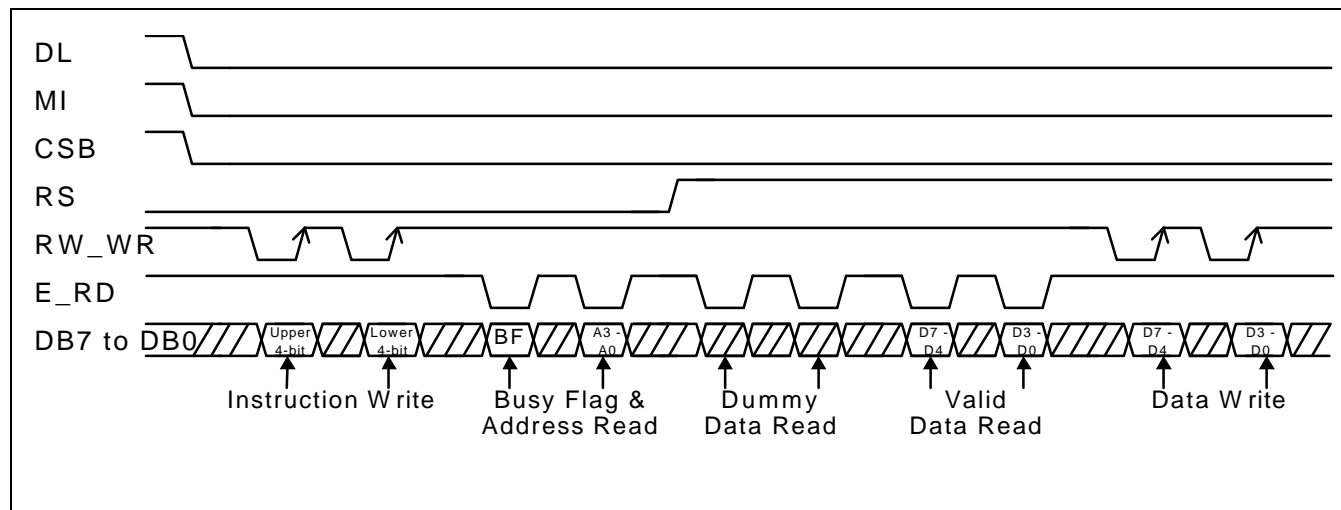 DL
MI
CSB
RS
RW_WR
E_RD
DB7 to DB0
Upper
4-bit
Lower
4-bit
BF
A3 -
A0
D7 -
D4
D3 -
D0
D7 -
D4
D3 -
D0
Instruction Write
Busy Flag &
Address Read
Dummy
Data Read
Valid
Data Read
Data Write